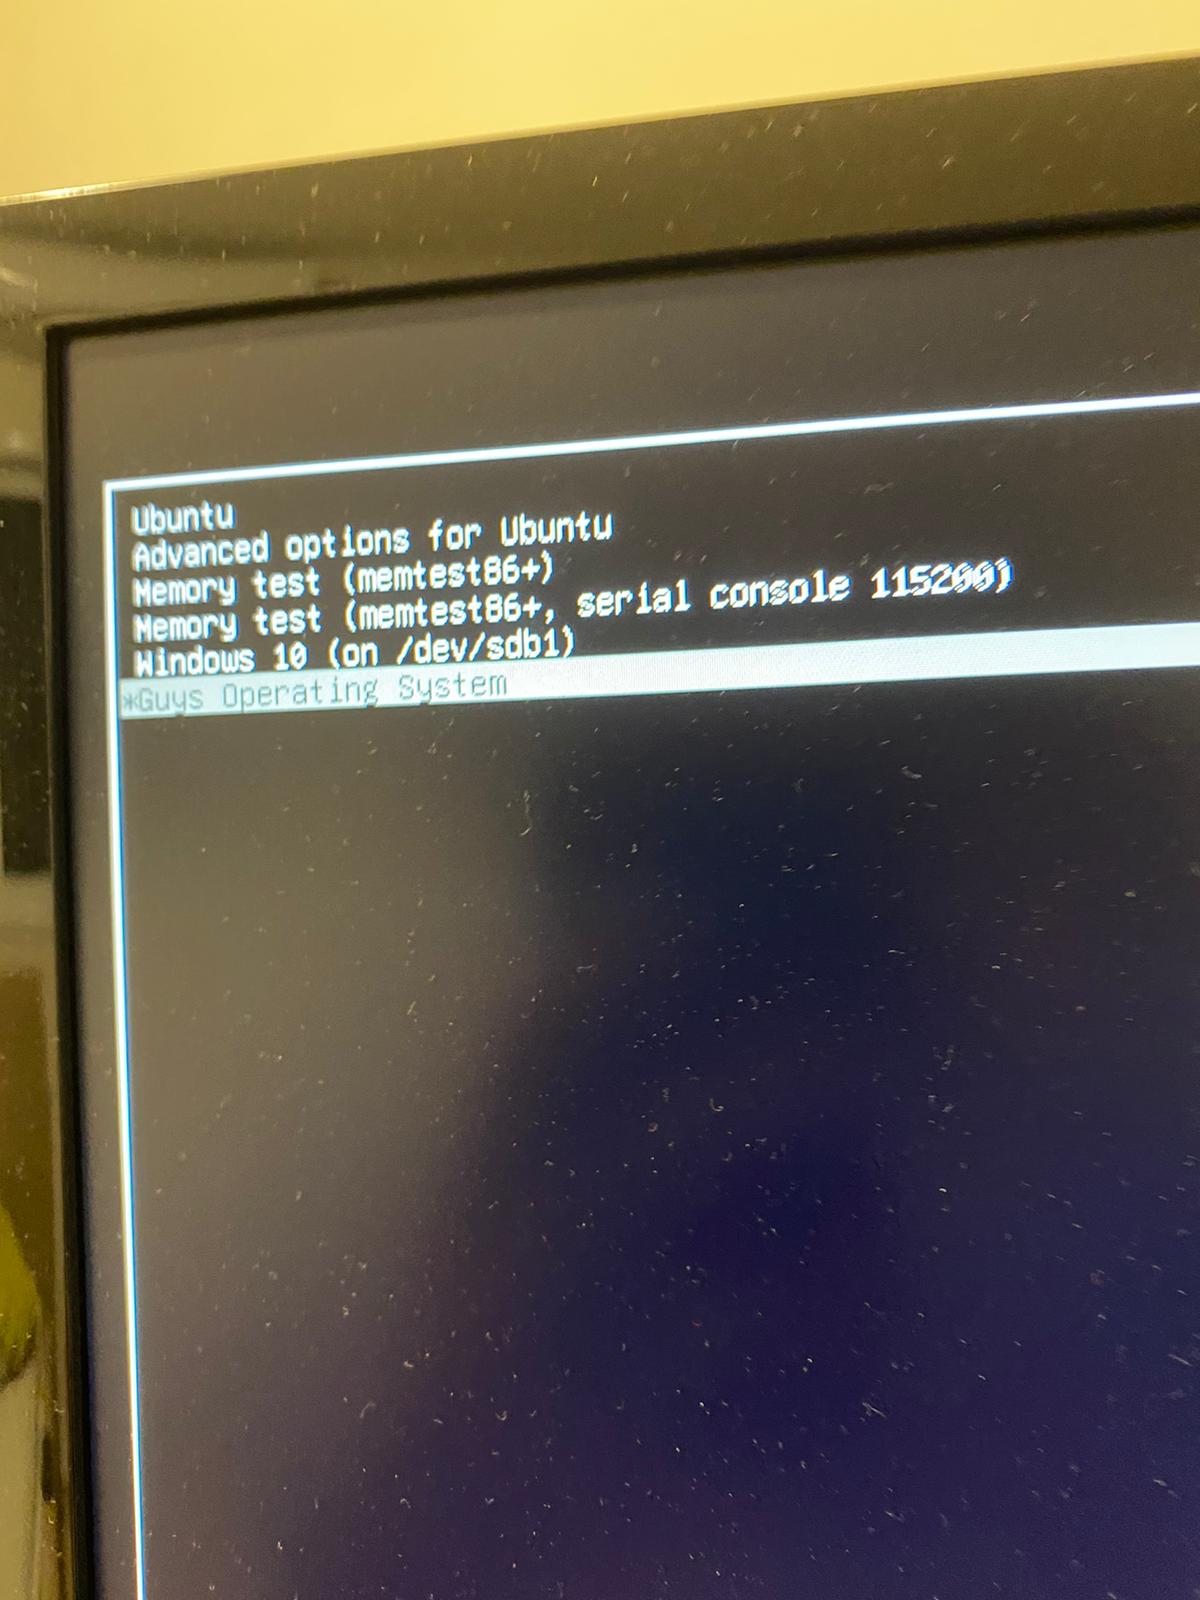 Ubuntu
Advanced options for Ubuntu
Memory test (memtest86+)
Memory test (memtest86+, serial console 115200)
Windows 10 (on /dev/sdb1)
*Guys Operating System